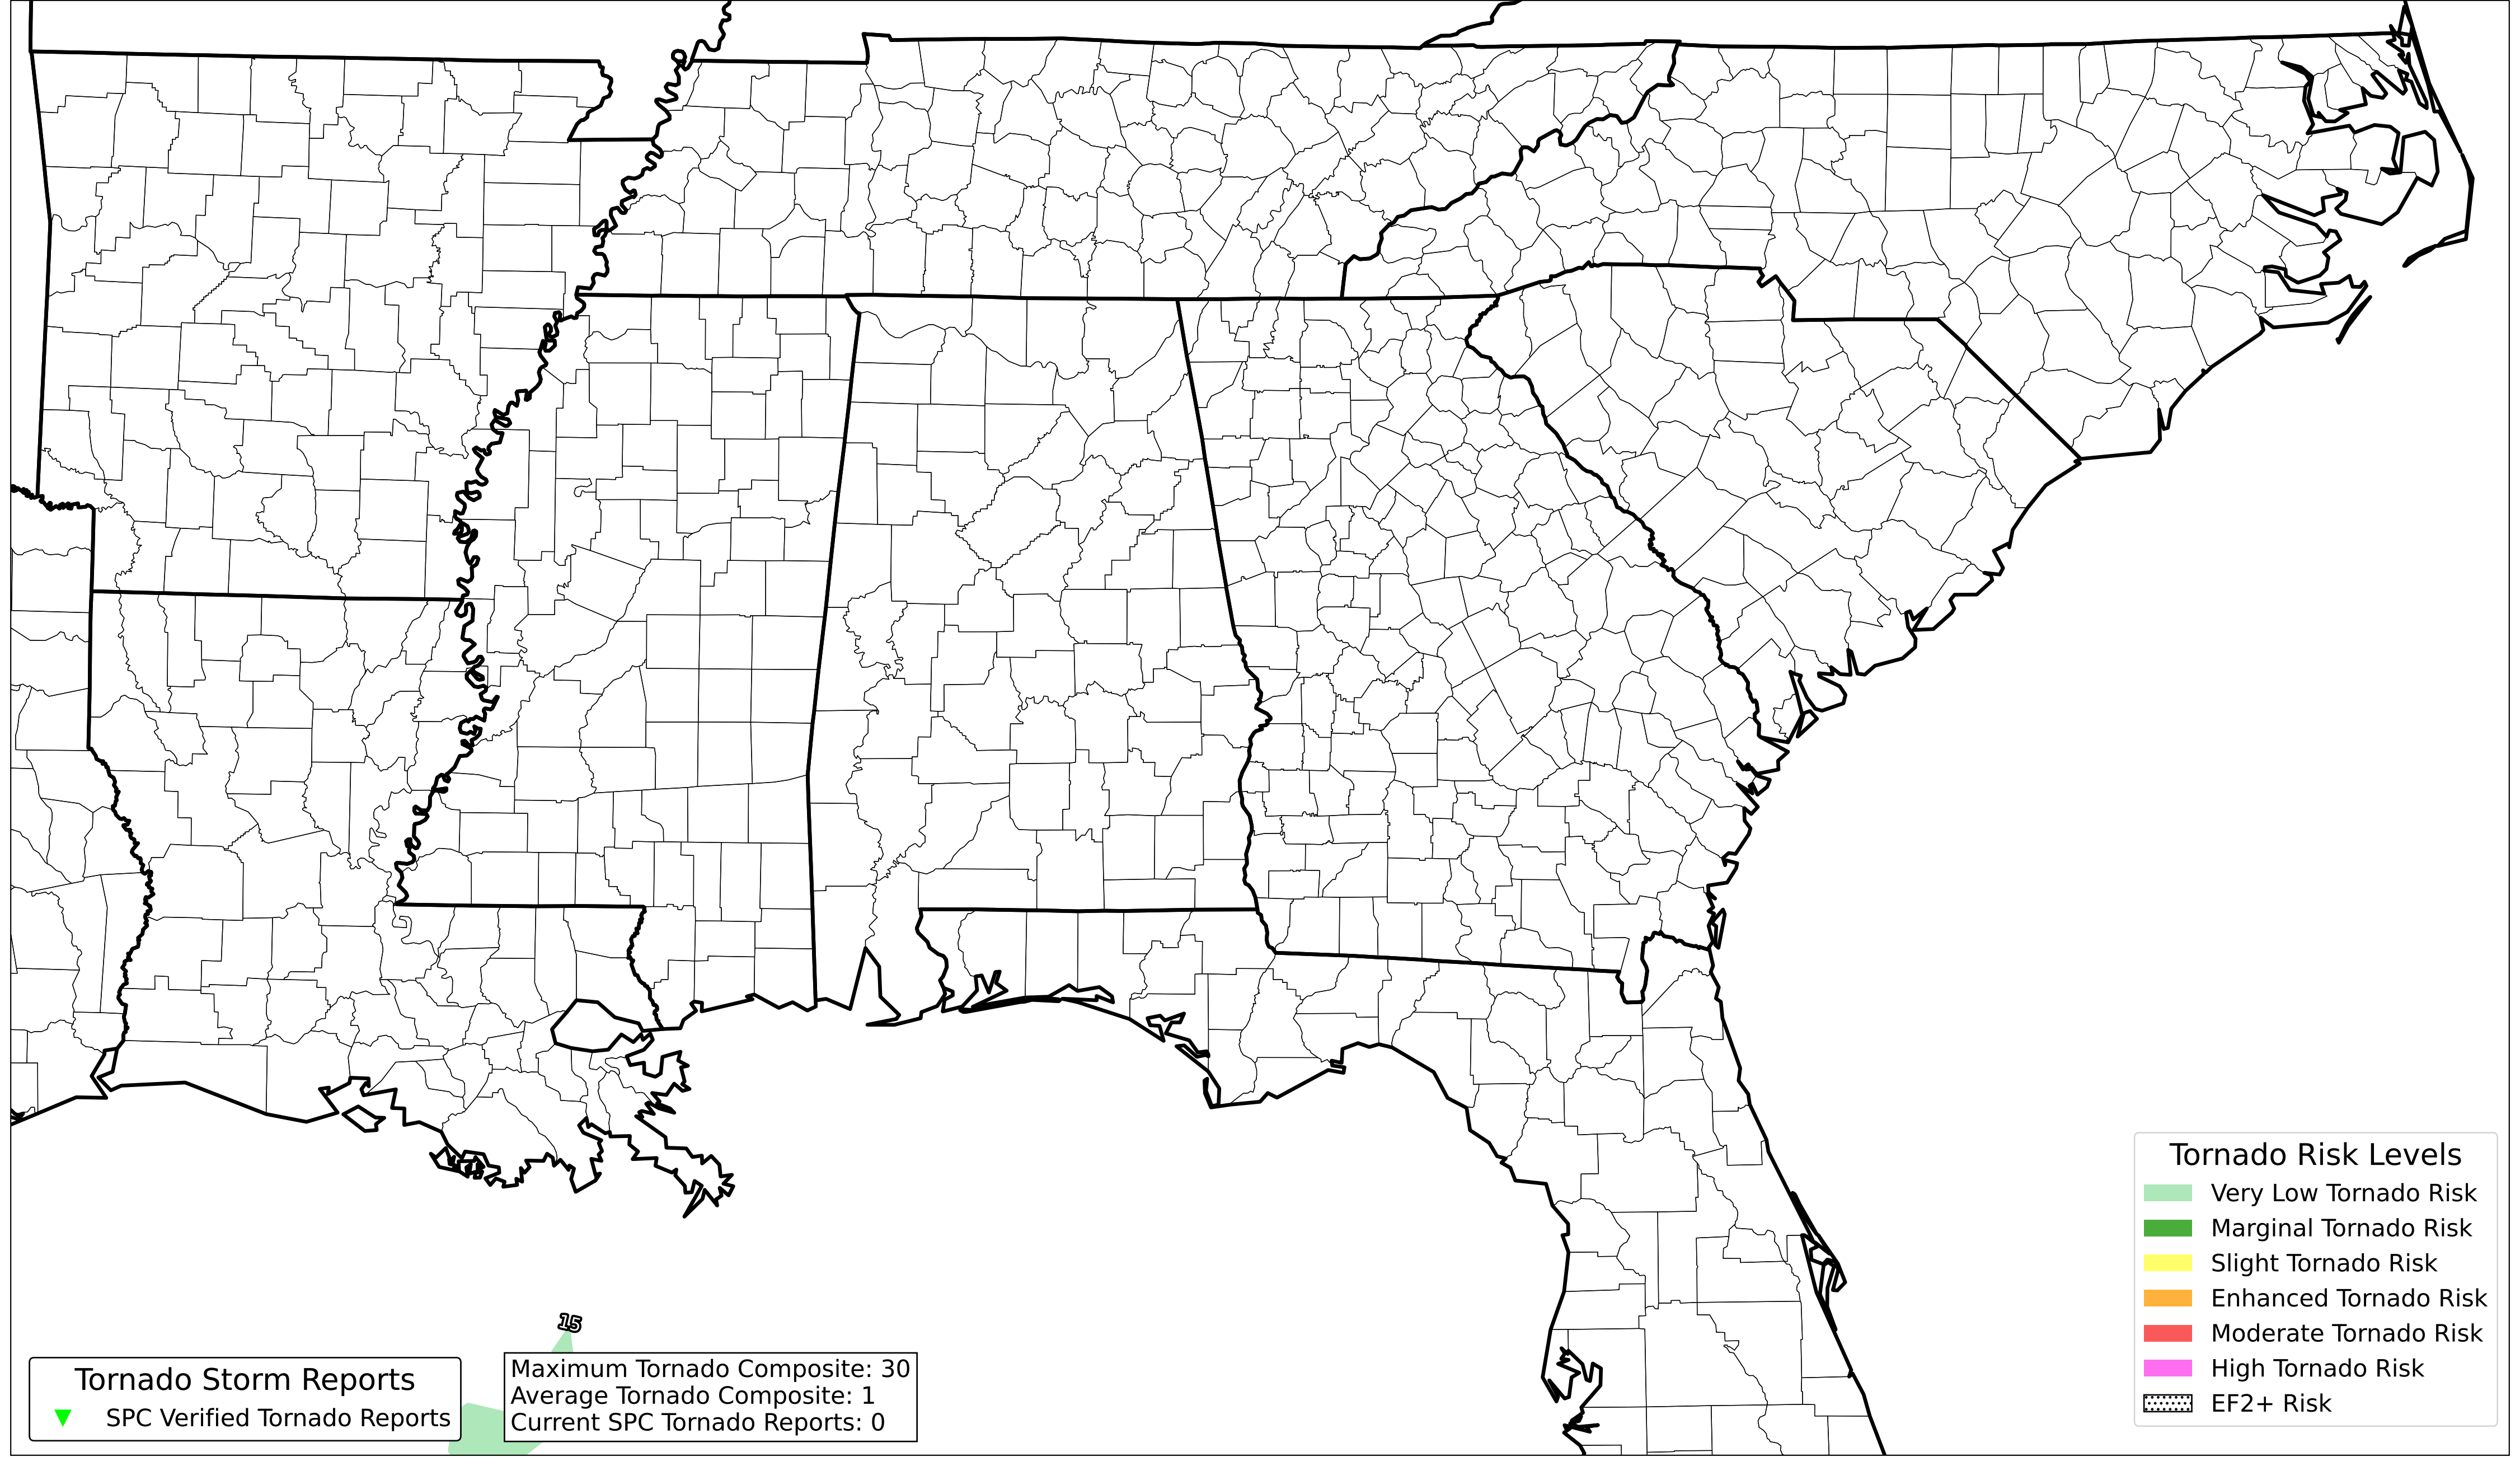 15
Tornado Storm Reports
SPC Verified Tornado Reports
Maximum Tornado Composite: 30
Average Tornado Composite: 1
Current SPC Tornado Reports: 0
Tornado Risk Levels
Very Low Tornado Risk
Marginal Tornado Risk
Slight Tornado Risk
Enhanced Tornado Risk
Moderate Tornado Risk
High Tornado Risk
EF2+ Risk